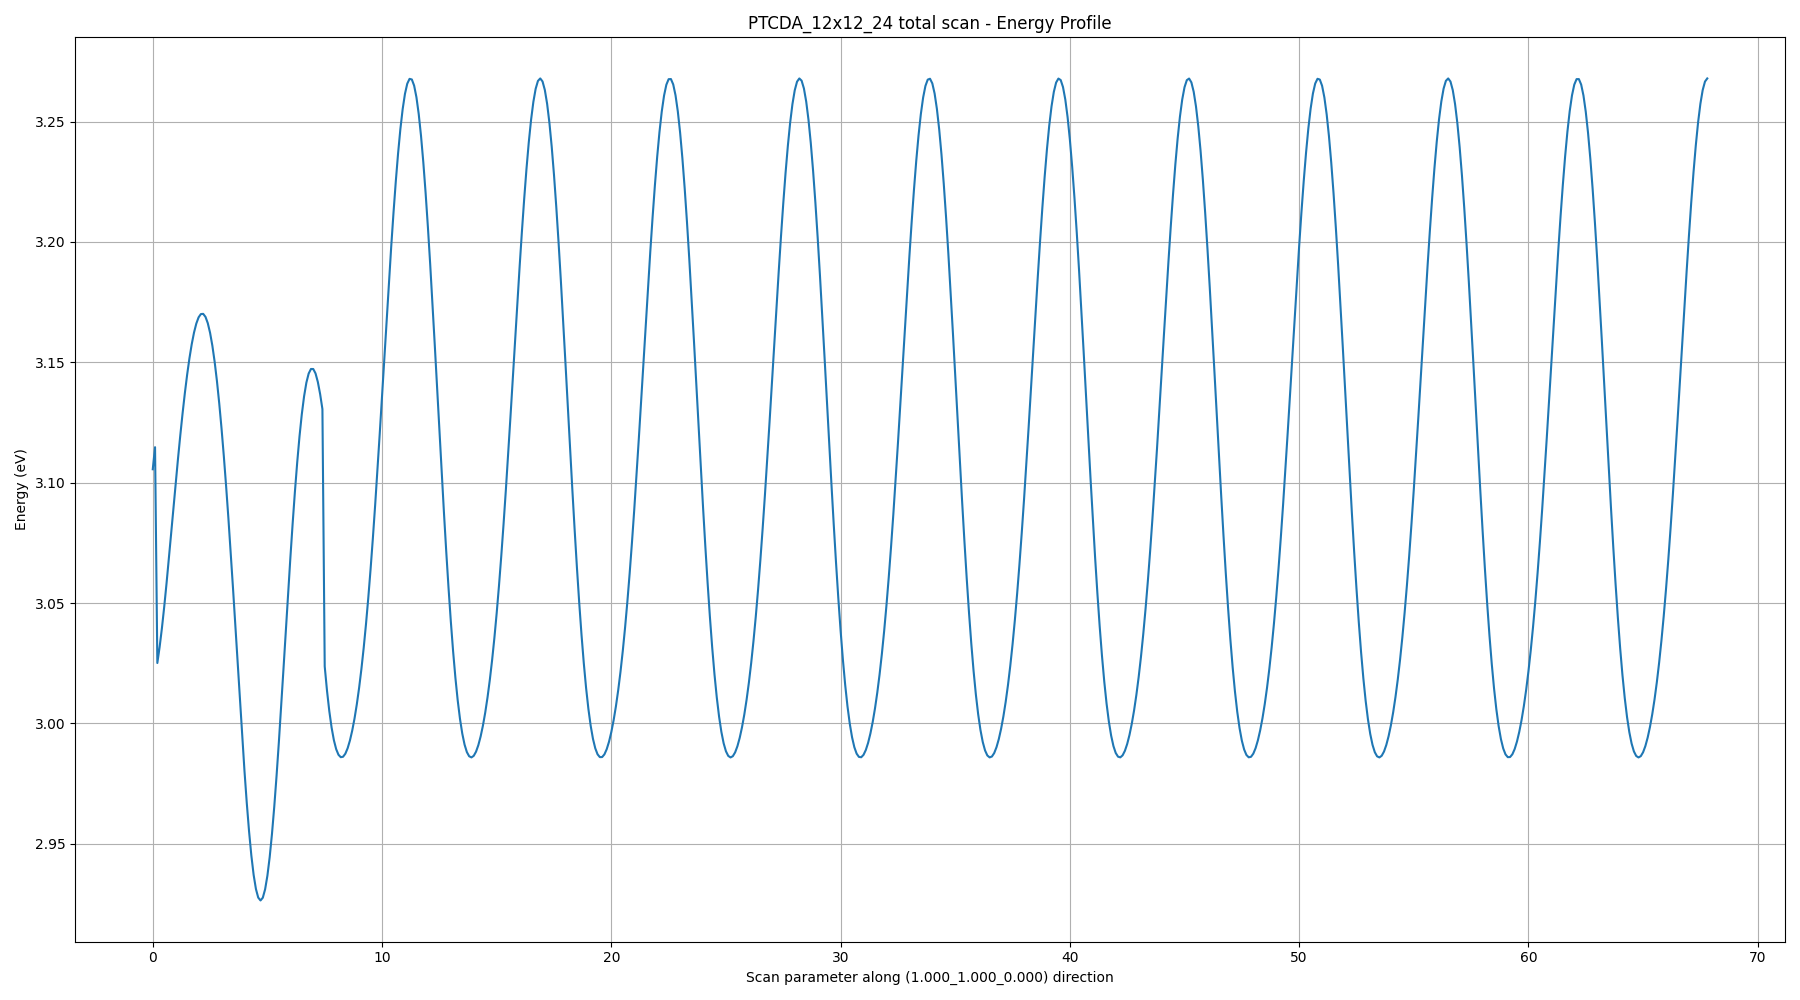 PTCDA_12x12_24 total scan - Energy Profile
Energy (eV)
3.25
3.20
3.15
3.10
3.05
3.00
2.95
0 10 20 30 40 50 60 70
Scan parameter along (1.000_1.000_0.000) direction